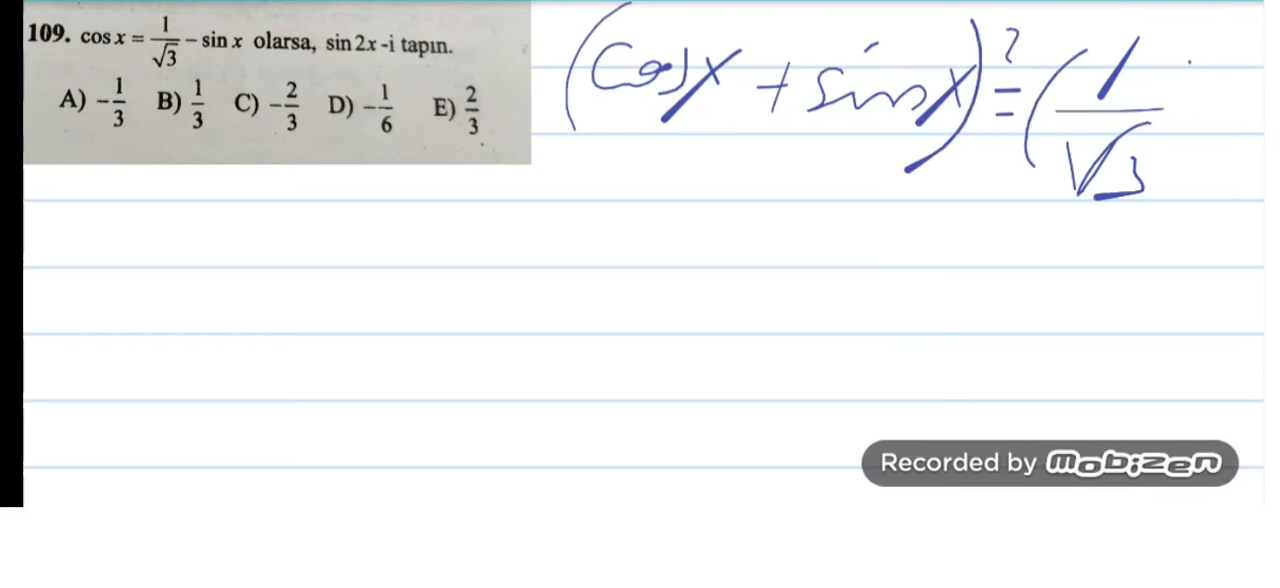 109. cos x = 1/√3 − sin x olarsa, sin 2x -i tapın.
A) −1/3 B) 1/3 C) −2/3 D) −1/6 E) 2/3
(Cosx + sinx)² = (1/√3
Recorded by mobizen